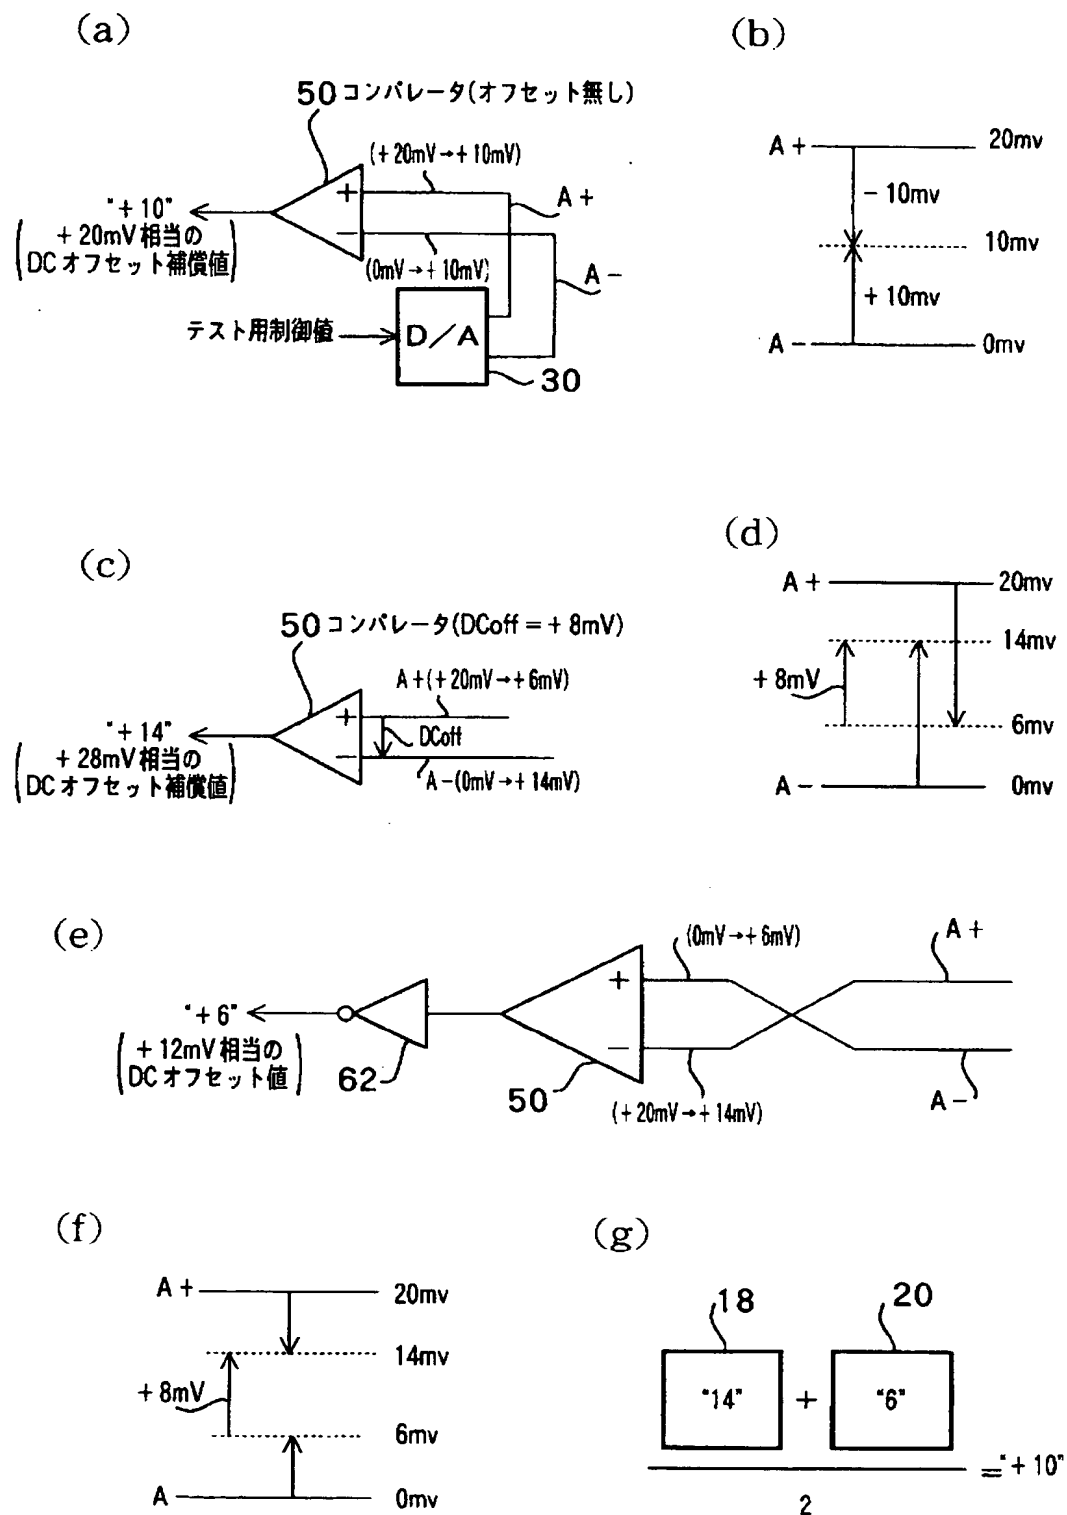 (a)
50 コンパレータ(オフセット無し)
(+20mV→+10mV)
A+
"+10"
+20mV相当の
DCオフセット補償値
(0mV→+10mV)
A-
テスト用制御値
D/A
30
(b)
A+ 20mv
-10mv
10mv
+10mv
A- 0mv
(c)
50 コンパレータ(DCoff=+8mV)
A+(+20mV→+6mV)
"+14"
+28mV相当の
DCオフセット補償値
DCoff
A-(0mV→+14mV)
(d)
A+ 20mv
14mv
+8mV
6mv
A- 0mv
(e)
(0mV→+6mV)
A+
"+6"
+12mV相当の
DCオフセット値
62
50
(+20mV→+14mV)
A-
(f)
A+ 20mv
14mv
+8mV
6mv
A- 0mv
(g)
18 20
"14" + "6"
="+10"
2